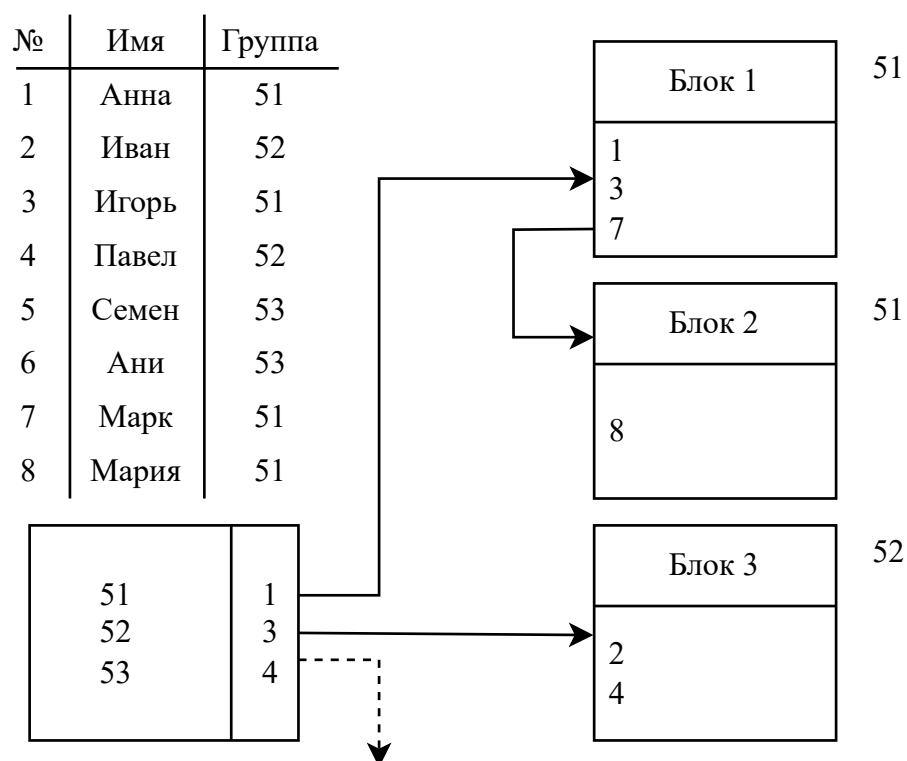 № Имя Группа
1 Анна 51
2 Иван 52
3 Игорь 51
4 Павел 52
5 Семен 53
6 Ани 53
7 Марк 51
8 Мария 51
51 1
52 3
53 4
Блок 1 51
1
3
7
Блок 2 51
8
Блок 3 52
2
4